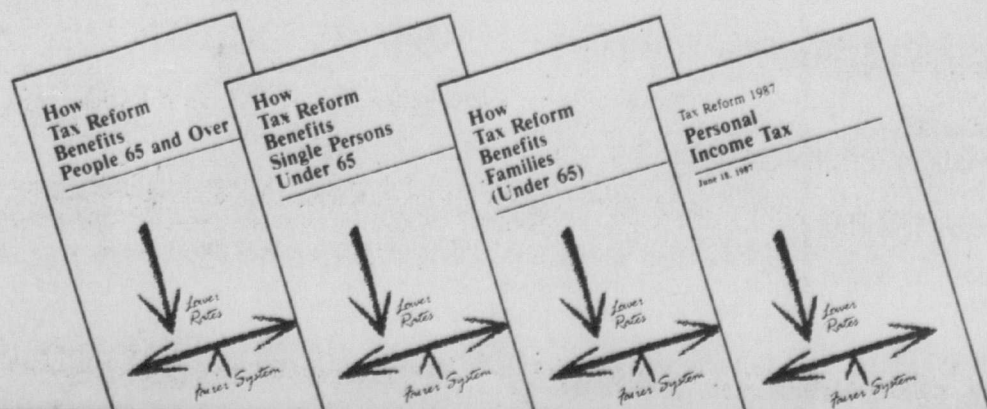 How
Tax Reform
Benefits
People 65 and Over
Lower
Rates
Fairer System
How
Tax Reform
Benefits
Single Persons
Under 65
Lower
Rates
Fairer System
How
Tax Reform
Benefits
Families
(Under 65)
Lower
Rates
Fairer System
Tax Reform 1987
Personal
Income Tax
June 18, 1987
Lower
Rates
Fairer System